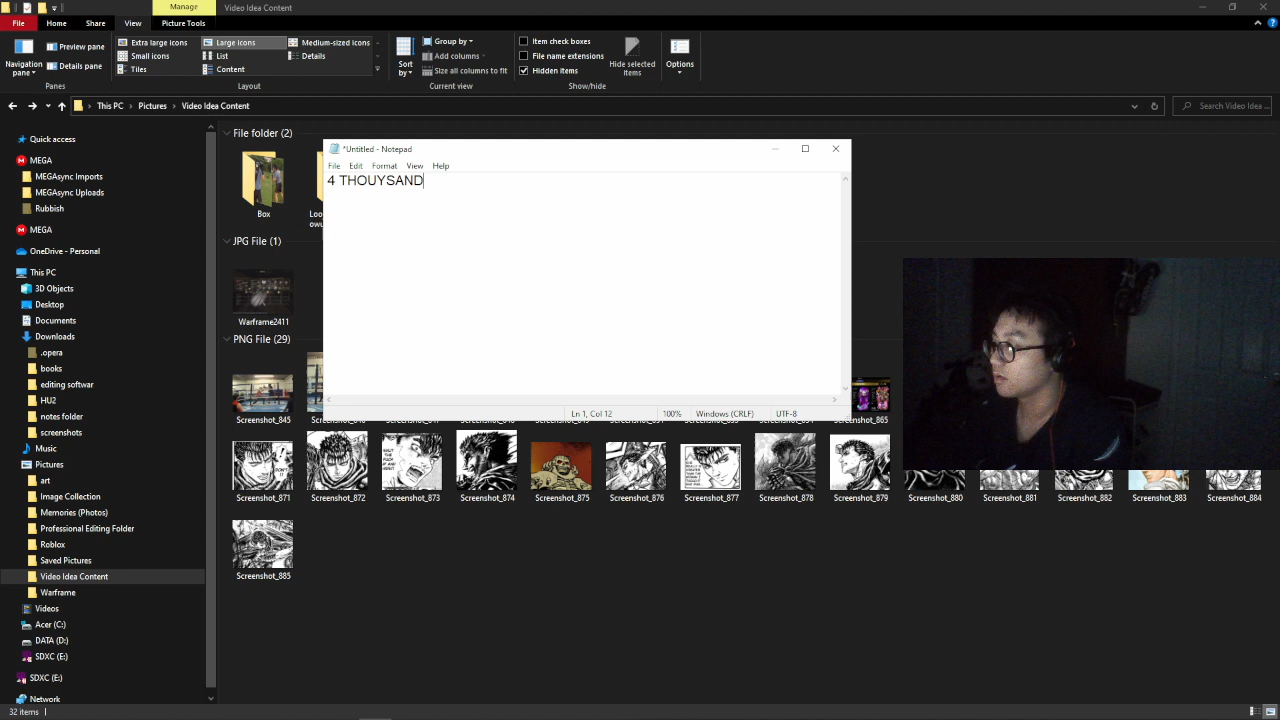 Manage
Video Idea Content
File
Home
Share
View
Picture Tools
Navigation pane
Preview pane
Details pane
Panes
Extra large icons
Large icons
Medium-sized icons
Small icons
List
Details
Tiles
Content
Layout
Sort by
Group by
Add columns
Size all columns to fit
Current view
Item check boxes
File name extensions
Hidden items
Hide selected items
Show/hide
Options
This PC
Pictures
Video Idea Content
Search Video Idea ...
Quick access
MEGA
MEGAsync Imports
MEGAsync Uploads
Rubbish
MEGA
OneDrive - Personal
This PC
3D Objects
Desktop
Documents
Downloads
.opera
books
editing softwar
HU2
notes folder
screenshots
Music
Pictures
art
Image Collection
Memories (Photos)
Professional Editing Folder
Roblox
Saved Pictures
Video Idea Content
Warframe
Videos
Acer (C:)
DATA (D:)
SDXC (E:)
SDXC (E:)
Network
32 items
File folder (2)
Box
JPG File (1)
Warframe2411
PNG File (29)
*Untitled - Notepad
File
Edit
Format
View
Help
4 THOUYSAND
Ln 1, Col 12
100%
Windows (CRLF)
UTF-8
Screenshot_845
Screenshot_865
Screenshot_871
Screenshot_872
Screenshot_873
Screenshot_874
Screenshot_875
Screenshot_876
Screenshot_877
Screenshot_878
Screenshot_879
Screenshot_880
Screenshot_881
Screenshot_882
Screenshot_883
Screenshot_884
Screenshot_885